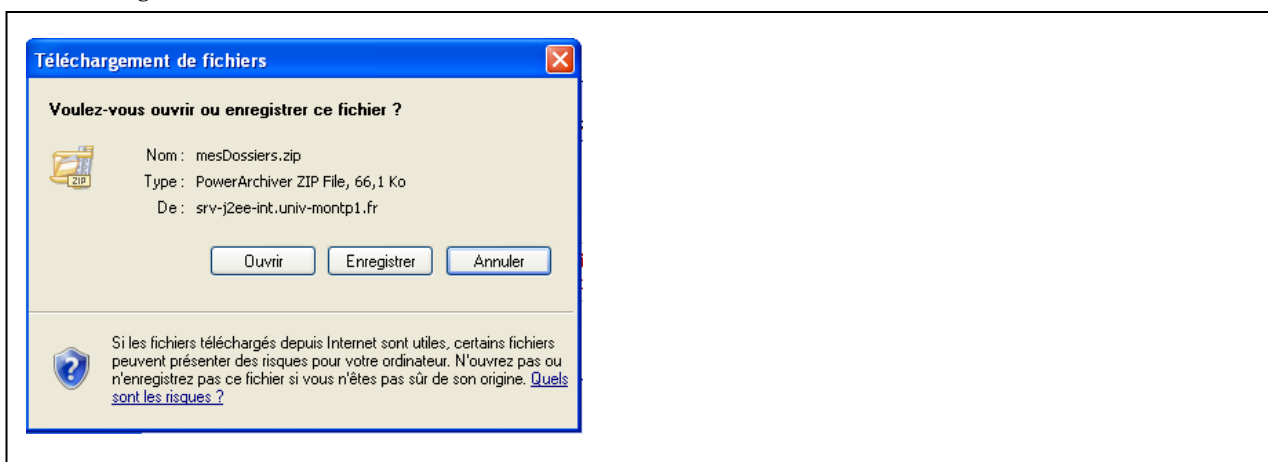 Téléchargement de fichiers
Voulez-vous ouvrir ou enregistrer ce fichier ?
Nom : mesDossiers.zip
ZIP
Type : PowerArchiver ZIP File, 66,1 Ko
De : srv-j2ee-int.univ-montp1.fr
Ouvrir Enregistrer Annuler
Si les fichiers téléchargés depuis Internet sont utiles, certains fichiers
peuvent présenter des risques pour votre ordinateur. N'ouvrez pas ou
n'enregistrez pas ce fichier si vous n'êtes pas sûr de son origine. Quels
sont les risques ?